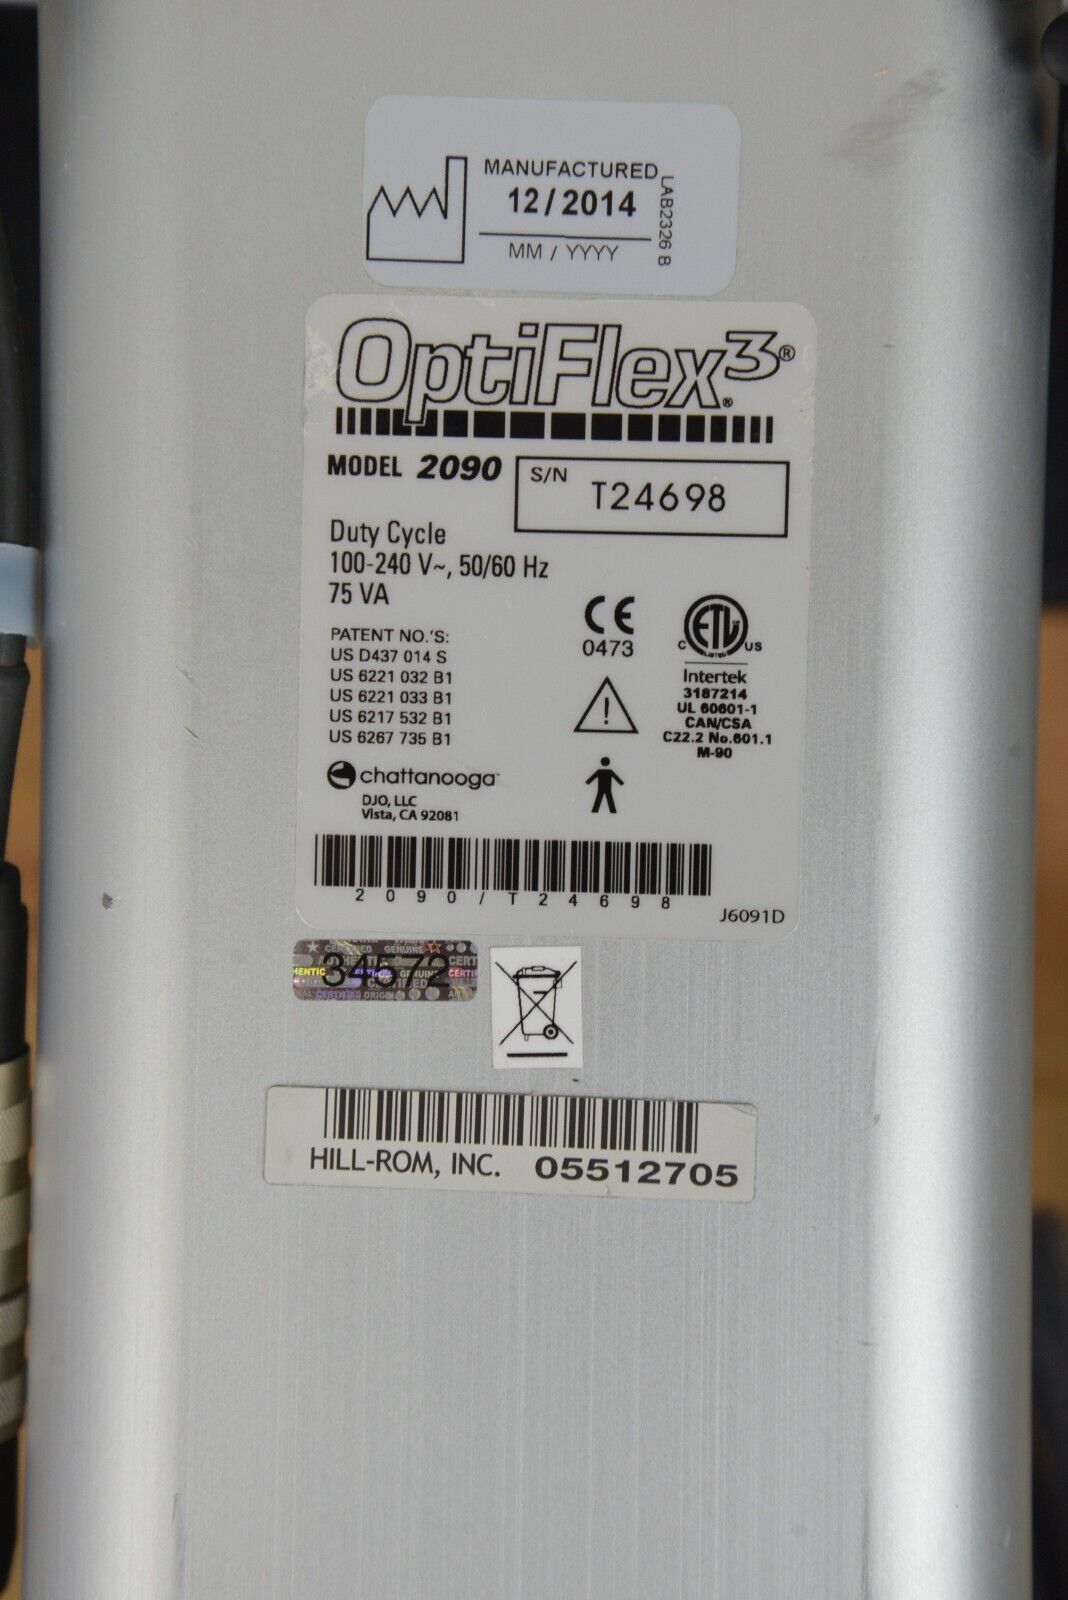 MANUFACTURED
12/2014
MM / YYYY
LAB2326 B
OptiFlex3®
MODEL 2090
S/N T24698
Duty Cycle
100-240 V~, 50/60 Hz
75 VA
PATENT NO.'S:
US D437 014 S
US 6221 032 B1
US 6221 033 B1
US 6217 532 B1
US 6267 735 B1
CE
0473
C ETL US
LISTED
Intertek
3187214
UL 60601-1
CAN/CSA
C22.2 No.601.1
M-90
chattanooga
DJO, LLC
Vista, CA 92081
2090/T24698
J6091D
34572
HILL-ROM, INC. 05512705